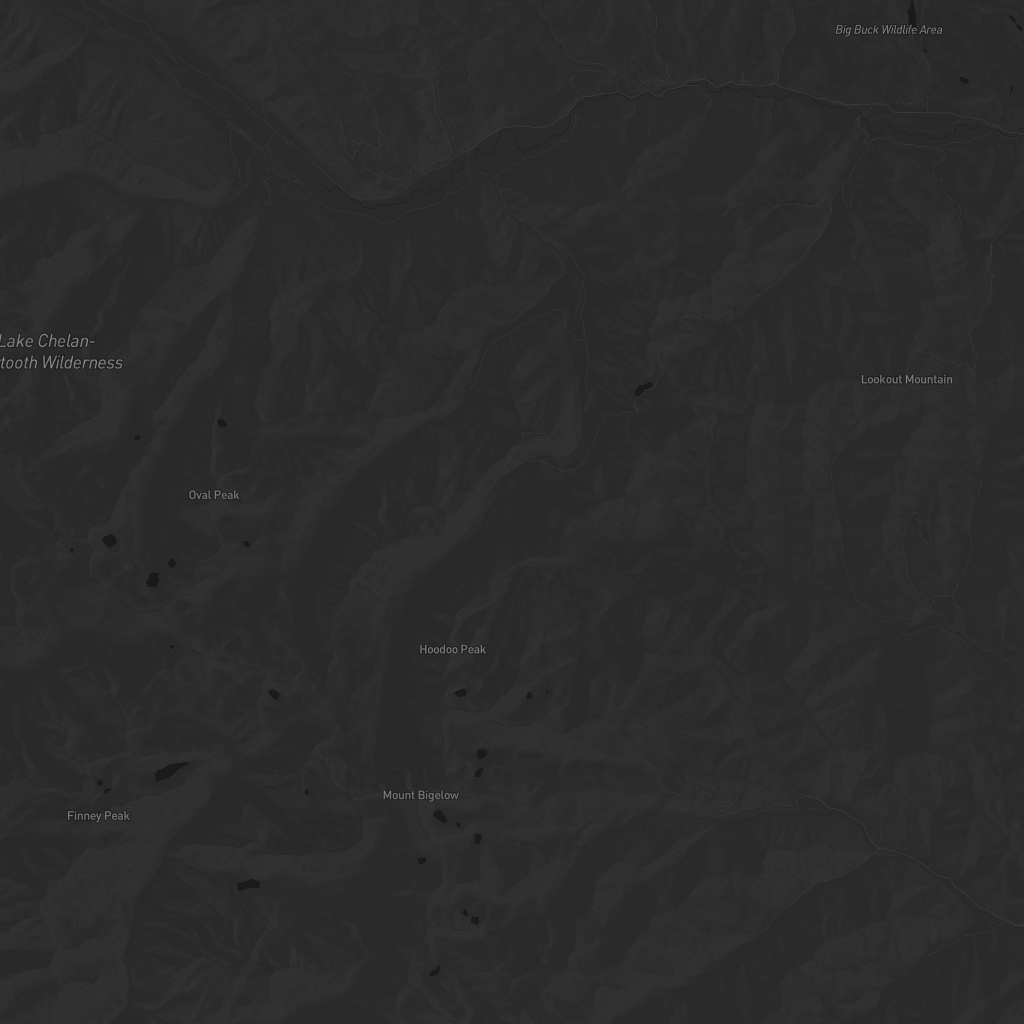 Big Buck Wildlife Area
Lake Chelan-
tooth Wilderness
Lookout Mountain
Oval Peak
Hoodoo Peak
Mount Bigelow
Finney Peak